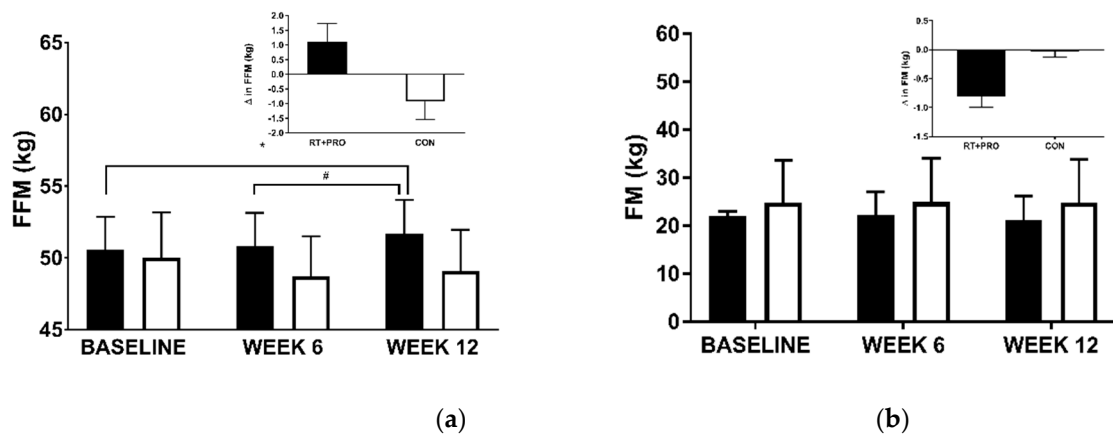 FFM (kg)
65
60
55
50
45
BASELINE WEEK 6 WEEK 12
*
#
Δ in FFM (kg)
2.0
1.5
1.0
0.5
0.0
-0.5
-1.0
-1.5
-2.0
RT+PRO CON
(a)
FM (kg)
60
50
40
30
20
10
0
BASELINE WEEK 6 WEEK 12
Δ in FM (kg)
0.5
0.0
-0.5
-1.0
-1.5
RT+PRO CON
(b)